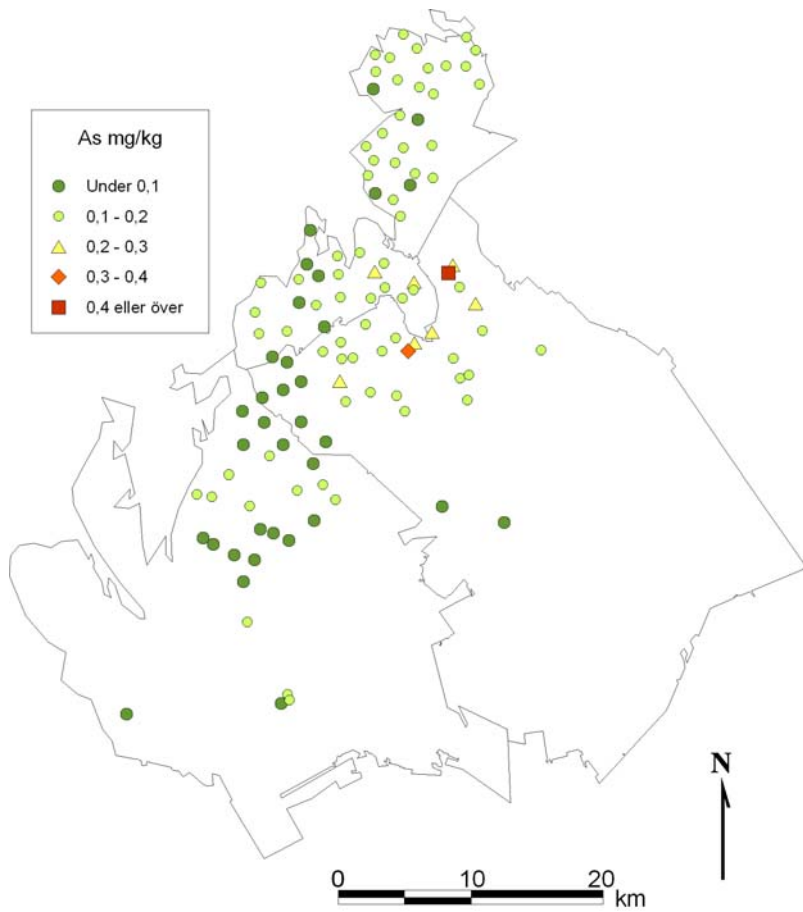 As mg/kg
Under 0,1
0,1 - 0,2
0,2 - 0,3
0,3 - 0,4
0,4 eller över
N
0 10 20
km